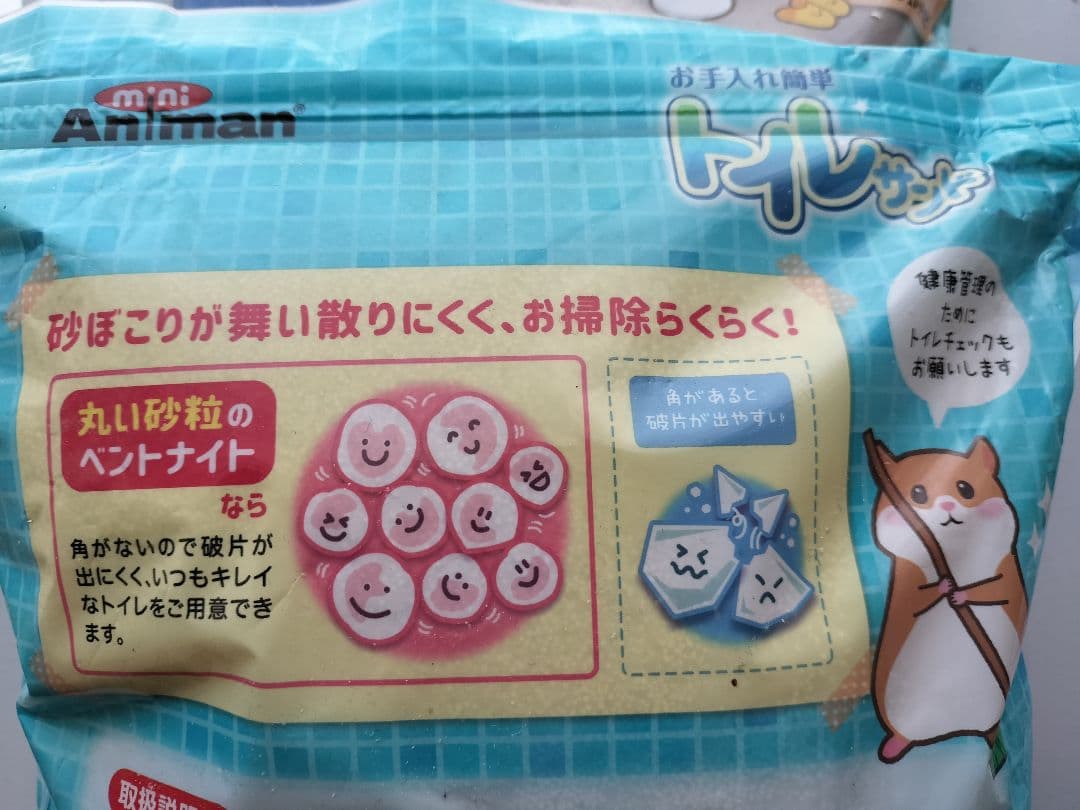 mini
Animan®
お手入れ簡単
トイレサンド
健康管理の
ために
トイレチェックも
お願いします
砂ぼこりが舞い散りにくく、お掃除らくらく!
丸い砂粒の
ベントナイト
なら
角がないので破片が
出にくく、いつもキレイ
なトイレをご用意でき
ます。
角があると
破片が出やすい
取扱説明